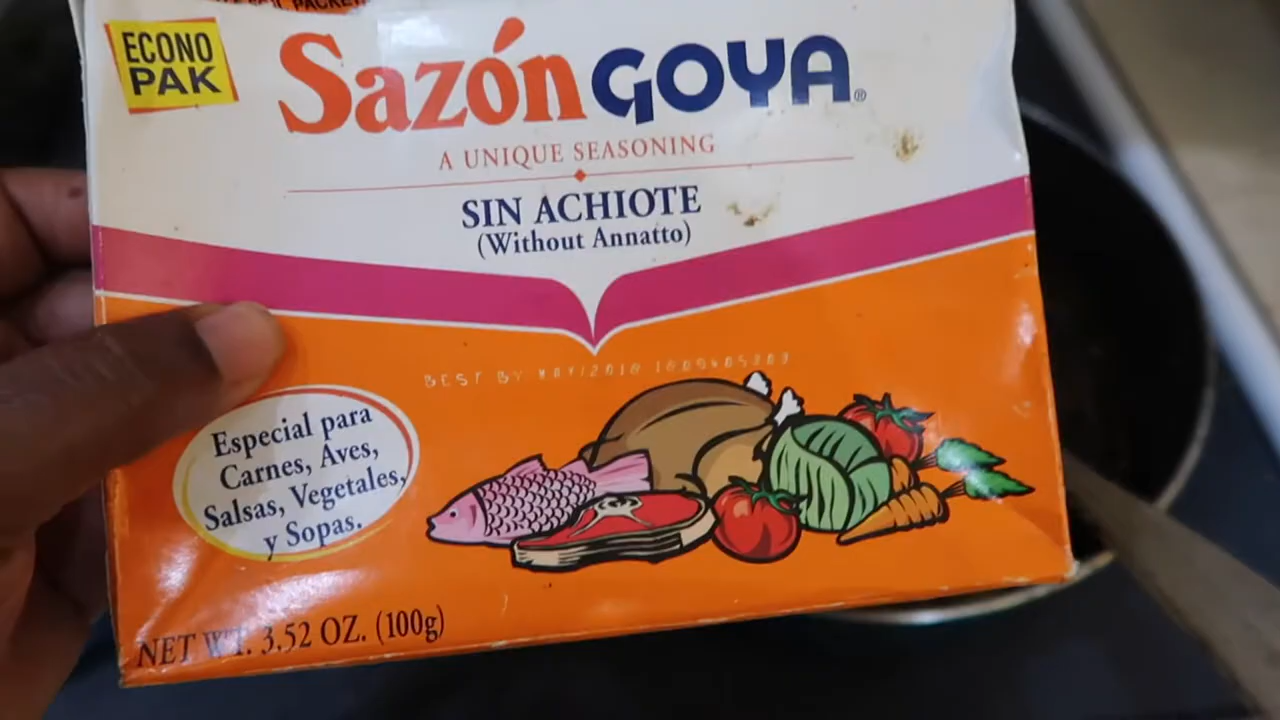 PACKETS
ECONO
PAK
Sazón GOYA®
A UNIQUE SEASONING
SIN ACHIOTE
(Without Annatto)
BEST BY MAY/2018
Especial para
Carnes, Aves,
Salsas, Vegetales,
y Sopas.
NET WT. 3.52 OZ. (100g)